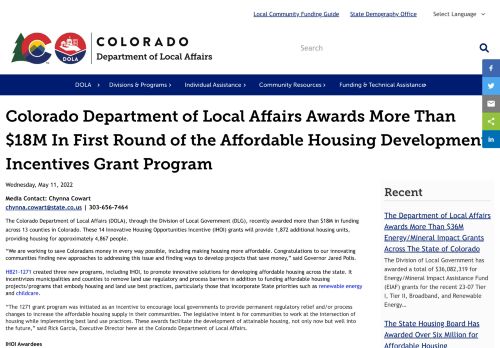 Local Community Funding Guide
State Demography Office
Select Language
COLORADO
Department of Local Affairs
DOLA
Search
DOLA
Divisions & Programs
Individual Assistance
Community Resources
Funding & Technical Assistance
Colorado Department of Local Affairs Awards More Than
$18M In First Round of the Affordable Housing Development
Incentives Grant Program
Wednesday, May 11, 2022
Media Contact: Chynna Cowart
chynna.cowart@state.co.us | 303-656-7464
The Colorado Department of Local Affairs (DOLA), through the Division of Local Government (DLG), recently awarded more than $18M in funding
across 13 counties in Colorado. These 14 Innovative Housing Opportunities Incentive (IHOI) grants will provide 1,872 additional housing units,
providing housing for approximately 4,867 people.
"We are working to save Coloradans money in every way possible, including making housing more affordable. Congratulations to our innovative
communities finding new approaches to addressing this issue and finding ways to develop projects that save money," said Governor Jared Polis.
HB21-1271 created three new programs, including IHOI, to promote innovative solutions for developing affordable housing across the state. It
incentivizes municipalities and counties to remove land use regulatory and process barriers in addition to funding affordable housing
projects/programs that embody housing and land use best practices, particularly those that incorporate State priorities such as renewable energy
and childcare.
"The 1271 grant program was initiated as an incentive to encourage local governments to provide permanent regulatory relief and/or process
changes to increase the affordable housing supply in their communities. The legislative intent is for communities to work at the intersection of
housing while implementing best land use practices. These awards facilitate the development of attainable housing, not only now but well into
the future," said Rick Garcia, Executive Director here at the Colorado Department of Local Affairs.
IHOI Awardees
Recent
The Department of Local Affairs
Awards More Than $36M
Energy/Mineral Impact Grants
Across The State of Colorado
The Division of Local Government has
awarded a total of $36,082,319 for
Energy/Mineral Impact Assistance Fund
(EIAF) grants for the recent 23-07 Tier
I, Tier II, Broadband, and Renewable
Energy...
The State Housing Board Has
Awarded Over Six Million for
Affordable Housing